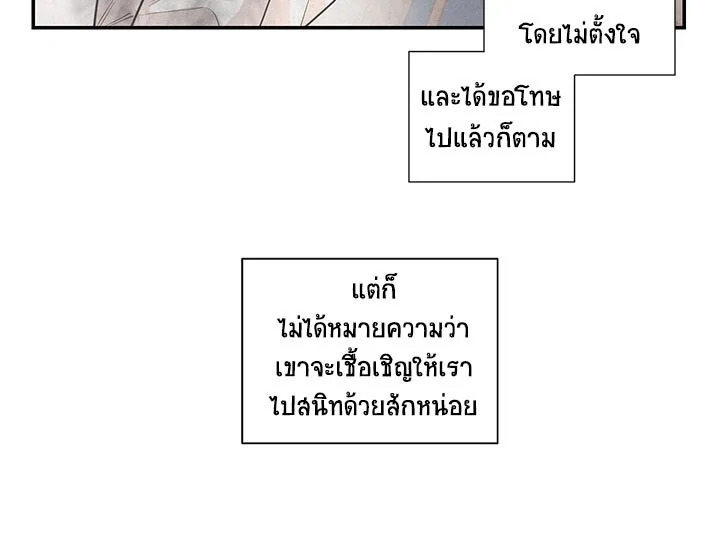 โดยไม่ตั้งใจ
และได้ขอโทษ
ไปแล้วก็ตาม
แต่ก็
ไม่ได้หมายความว่า
เขาจะเชื้อเชิญให้เรา
ไปสนิทด้วยสักหน่อย